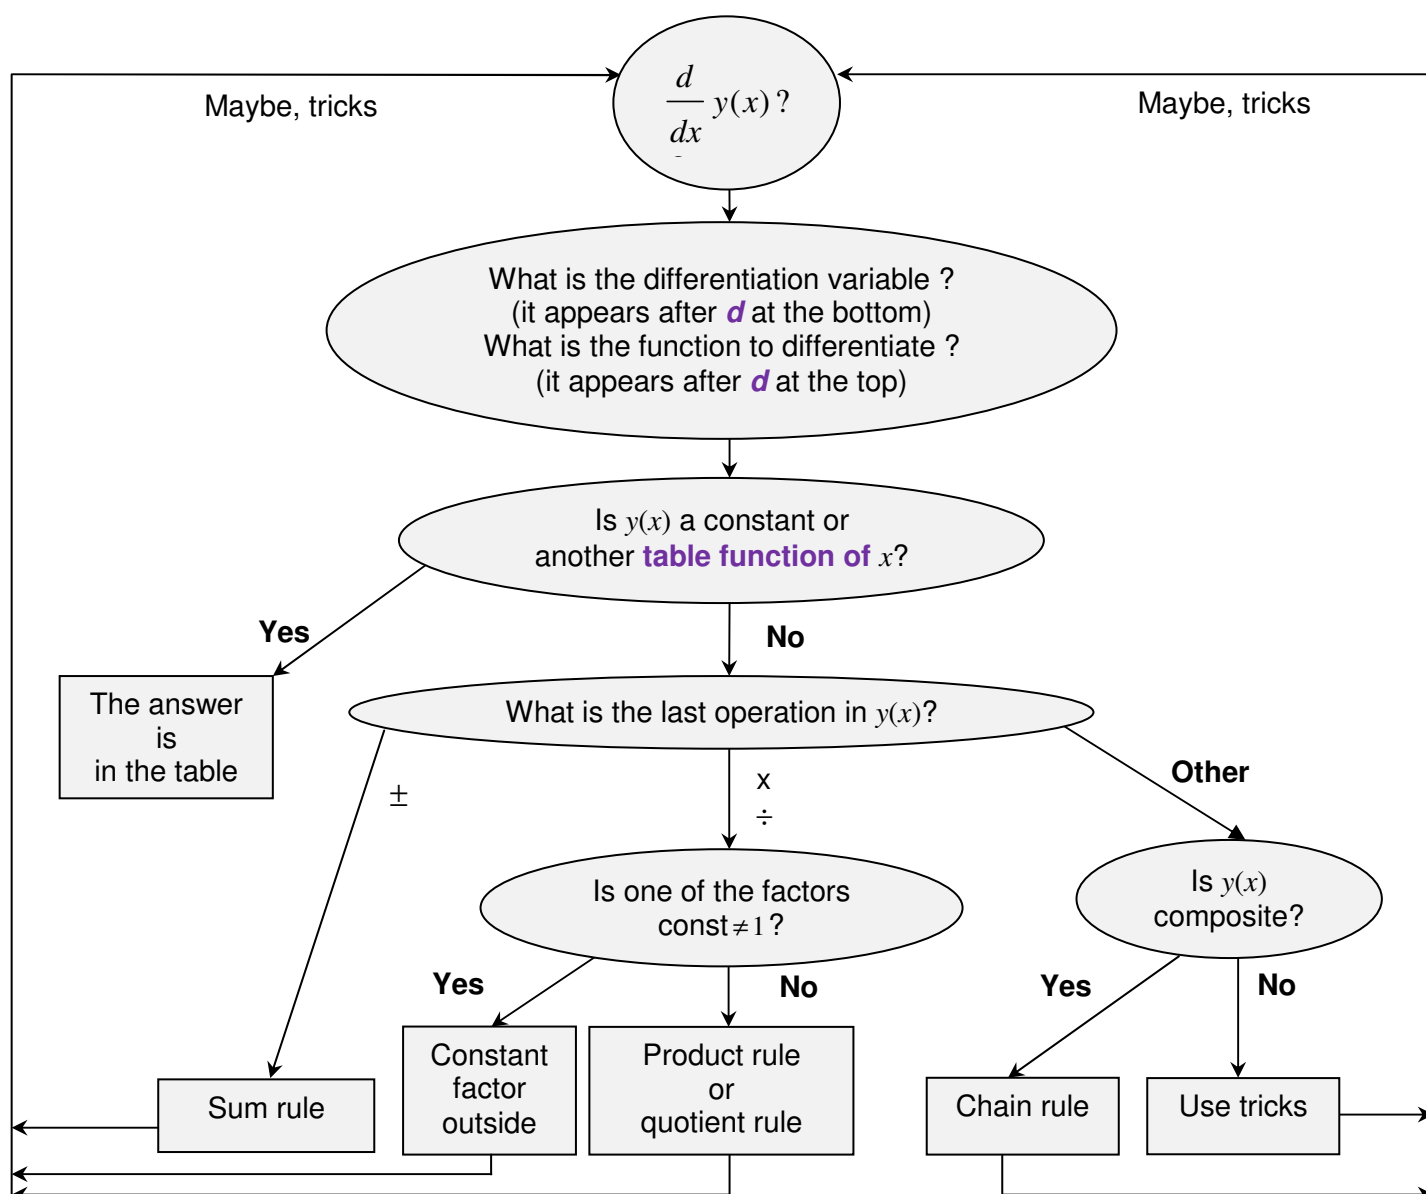 d
dx
y(x) ?
Maybe, tricks
Maybe, tricks
What is the differentiation variable ?
(it appears after d at the bottom)
What is the function to differentiate ?
(it appears after d at the top)
Is y(x) a constant or
another table function of x?
Yes
No
The answer
is
in the table
What is the last operation in y(x)?
±
x
÷
Other
Is one of the factors
const ≠ 1 ?
Is y(x)
composite?
Yes
No
Yes
No
Sum rule
Constant
factor
outside
Product rule
or
quotient rule
Chain rule
Use tricks